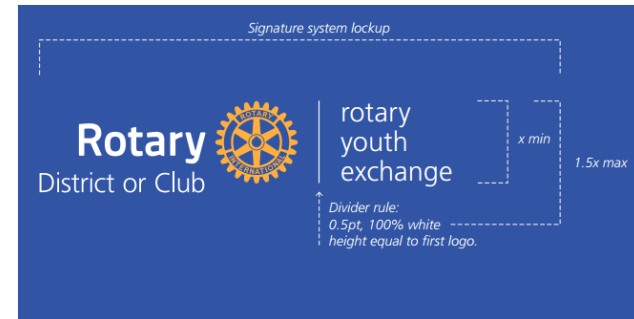 Signature system lockup
Rotary
District or Club
ROTARY
INTERNATIONAL
rotary
youth
exchange
x min
1.5x max
Divider rule:
0.5pt, 100% white
height equal to first logo.